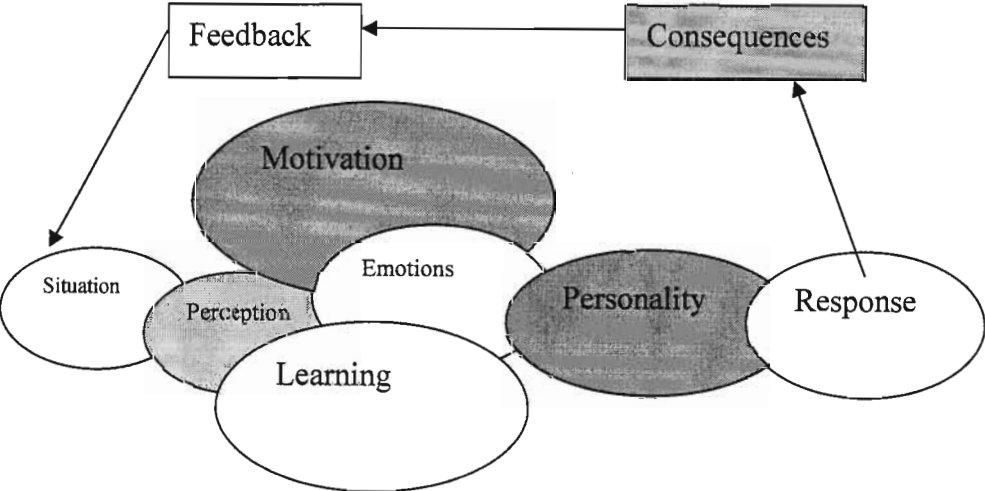 Feedback
Consequences
Motivation
Situation
Emotions
Perception
Personality
Response
Learning